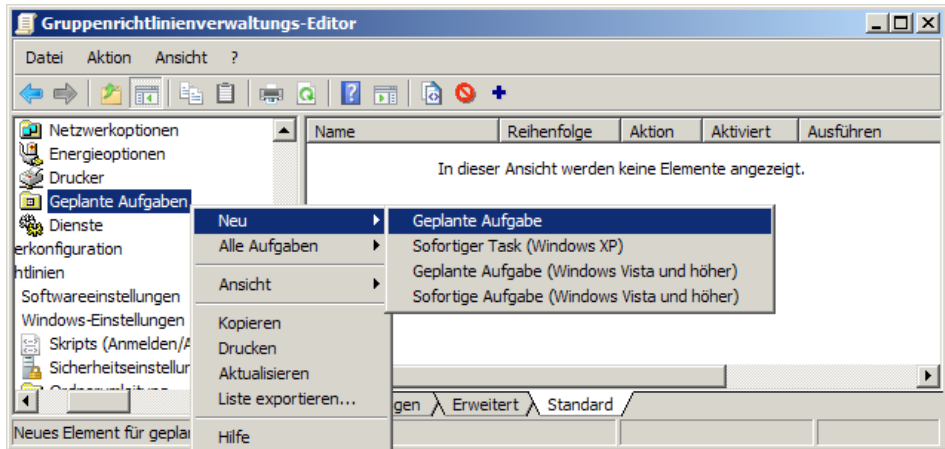 Gruppenrichtlinienverwaltungs-Editor
Datei Aktion Ansicht ?
Netzwerkoptionen
Energieoptionen
Drucker
Geplante Aufgaben
Dienste
erkonfiguration
htlinien
Softwareeinstellungen
Windows-Einstellungen
Skripts (Anmelden/A
Sicherheitseinstellur
Name Reihenfolge Aktion Aktiviert Ausführen
In dieser Ansicht werden keine Elemente angezeigt.
Neu
Alle Aufgaben
Ansicht
Kopieren
Drucken
Aktualisieren
Liste exportieren...
Hilfe
Geplante Aufgabe
Sofortiger Task (Windows XP)
Geplante Aufgabe (Windows Vista und höher)
Sofortige Aufgabe (Windows Vista und höher)
gen Erweitert Standard
Neues Element für geplan